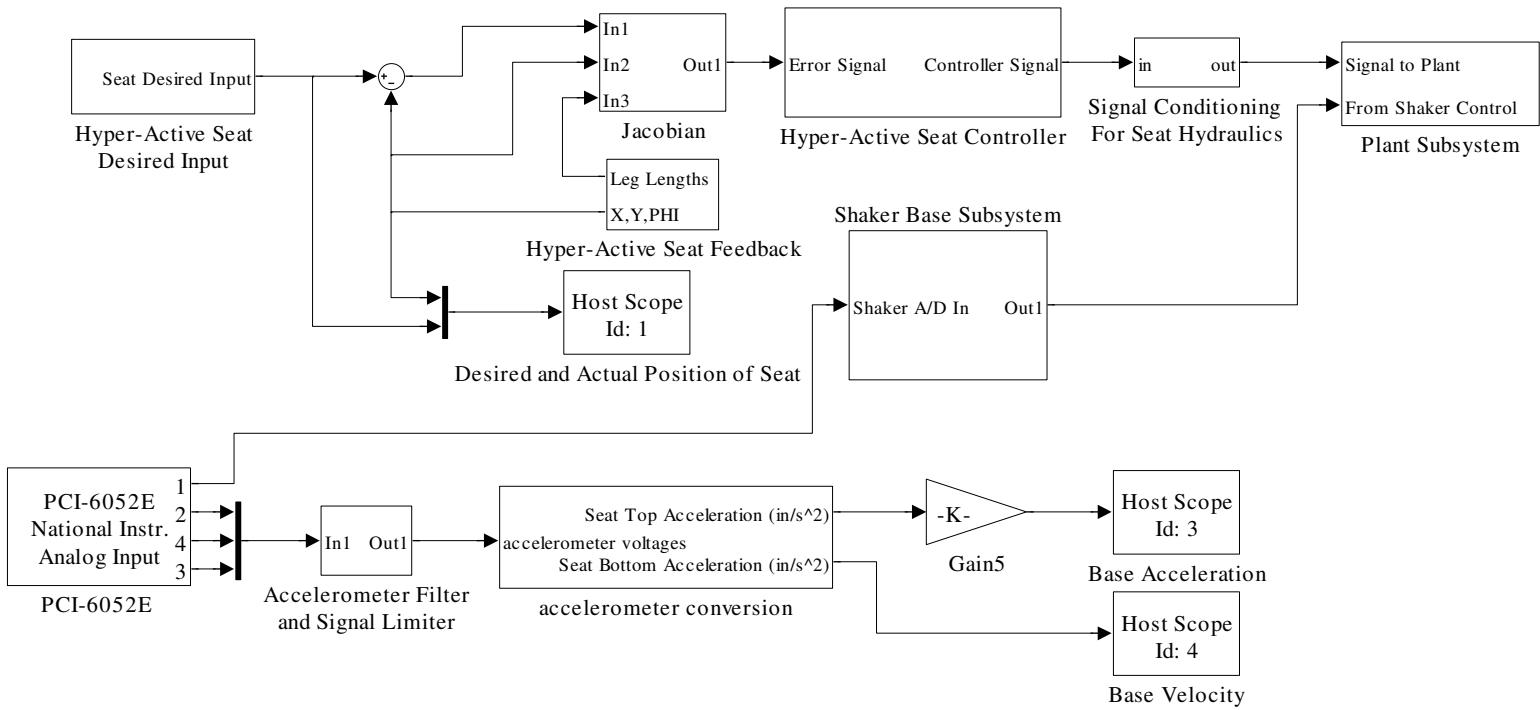 Seat Desired Input
Hyper-Active Seat
Desired Input
+
-
In1
In2
In3
Out1
Jacobian
Error Signal
Controller Signal
Hyper-Active Seat Controller
in
out
Signal Conditioning
For Seat Hydraulics
Signal to Plant
From Shaker Control
Plant Subsystem
Leg Lengths
X,Y,PHI
Hyper-Active Seat Feedback
Host Scope
Id: 1
Desired and Actual Position of Seat
Shaker Base Subsystem
Shaker A/D In
Out1
PCI-6052E
National Instr.
Analog Input
1
2
4
3
PCI-6052E
In1
Out1
Accelerometer Filter
and Signal Limiter
Seat Top Acceleration (in/s^2)
accelerometer voltages
Seat Bottom Acceleration (in/s^2)
accelerometer conversion
-K-
Gain5
Host Scope
Id: 3
Base Acceleration
Host Scope
Id: 4
Base Velocity